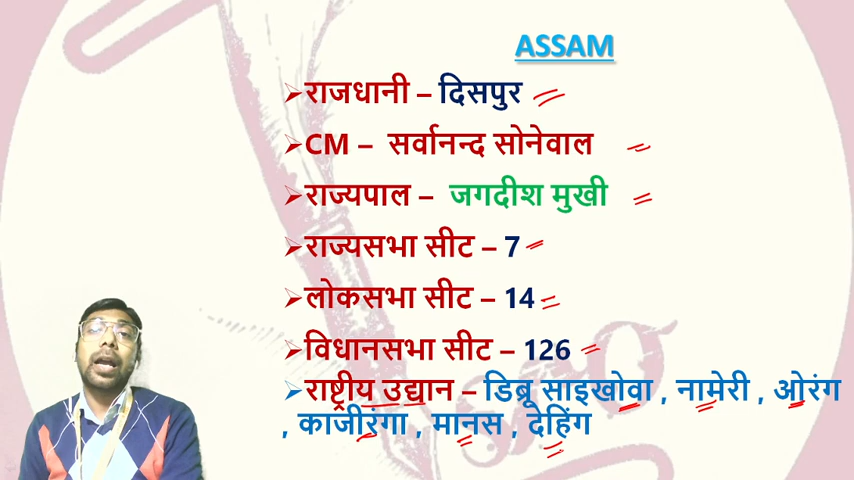 ASSAM
➢राजधानी – दिसपुर
➢CM – सर्वानन्द सोनेवाल
➢राज्यपाल – जगदीश मुखी
➢राज्यसभा सीट – 7
➢लोकसभा सीट – 14
➢विधानसभा सीट – 126
➢राष्ट्रीय उद्यान – डिब्रू साइखोवा , नामेरी , ओरंग
, काजीरंगा , मानस , देहिंग